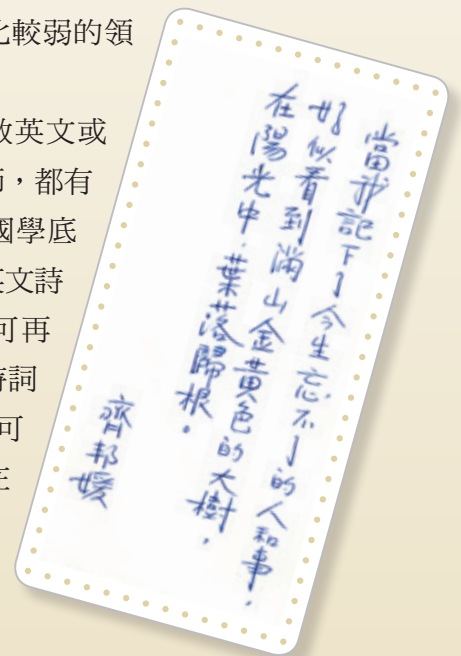 比較弱的領
教英文或
師，都有
國學底
英文詩
可再
詩詞
可
在
當我記下了今生忘不了的人和事，
好似看到滿山金黃色的大樹，
在陽光中，葉落歸根。
齊邦媛